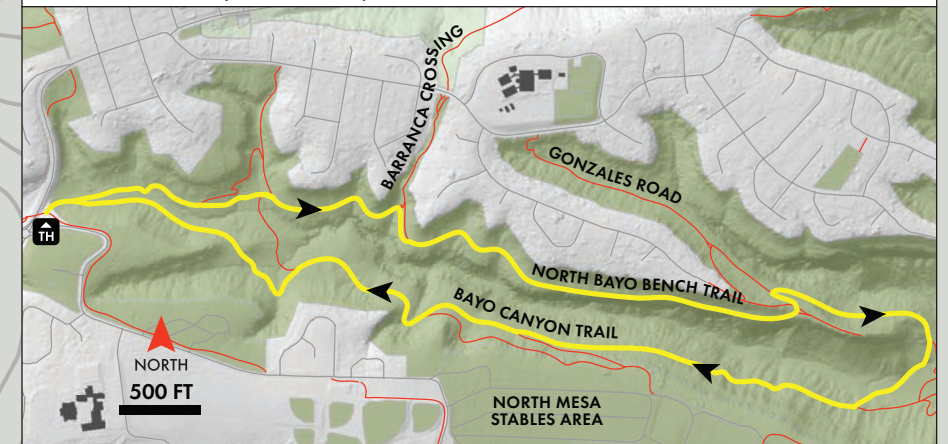 BARRANCA CROSSING
GONZALES ROAD
TH
NORTH BAYO BENCH TRAIL
BAYO CANYON TRAIL
NORTH
500 FT
NORTH MESA
STABLES AREA